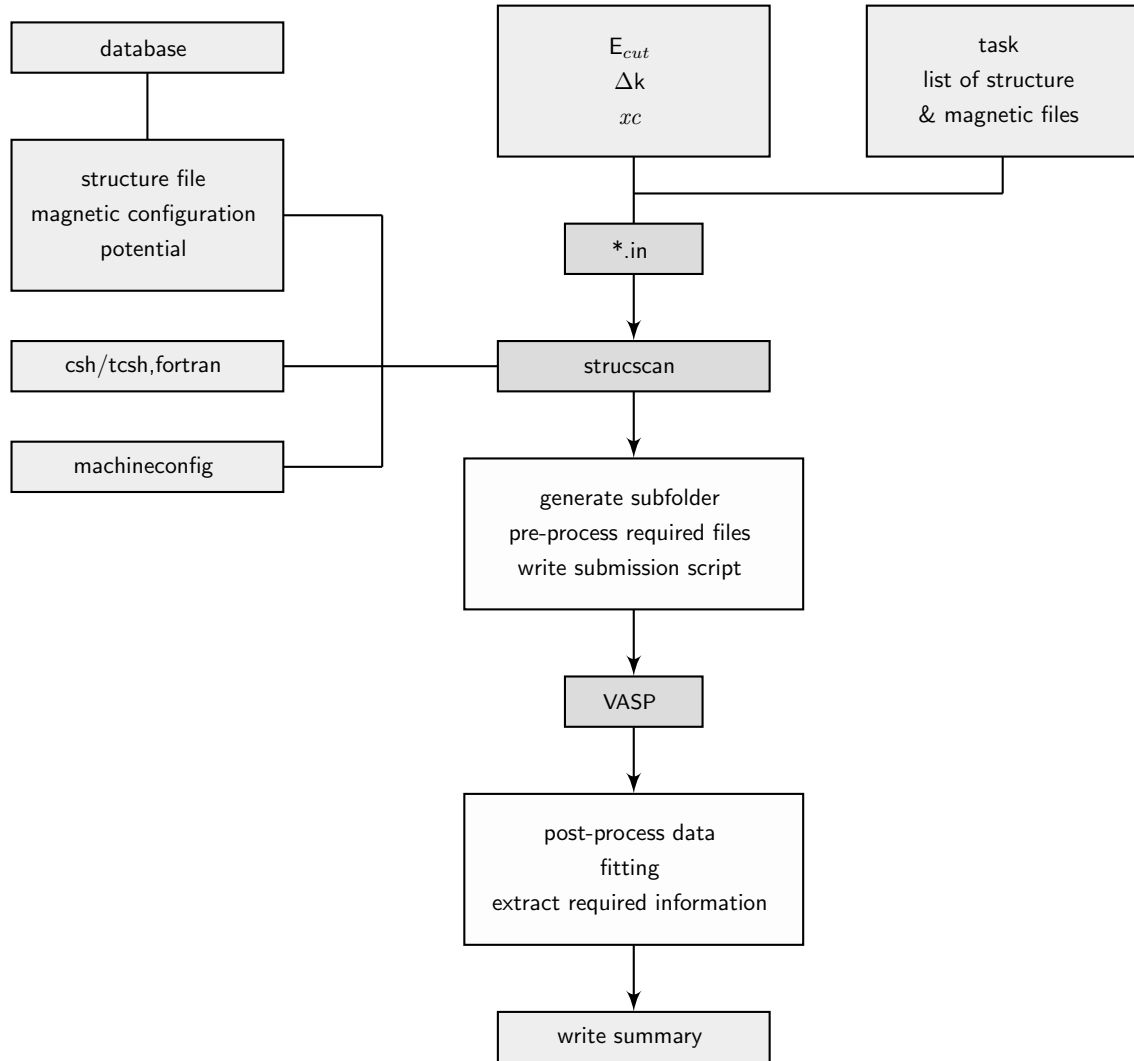 database
E_cut
Δk
xc
task
list of structure
& magnetic files
structure file
magnetic configuration
potential
*.in
csh/tcsh,fortran
strucscan
machineconfig
generate subfolder
pre-process required files
write submission script
VASP
post-process data
fitting
extract required information
write summary